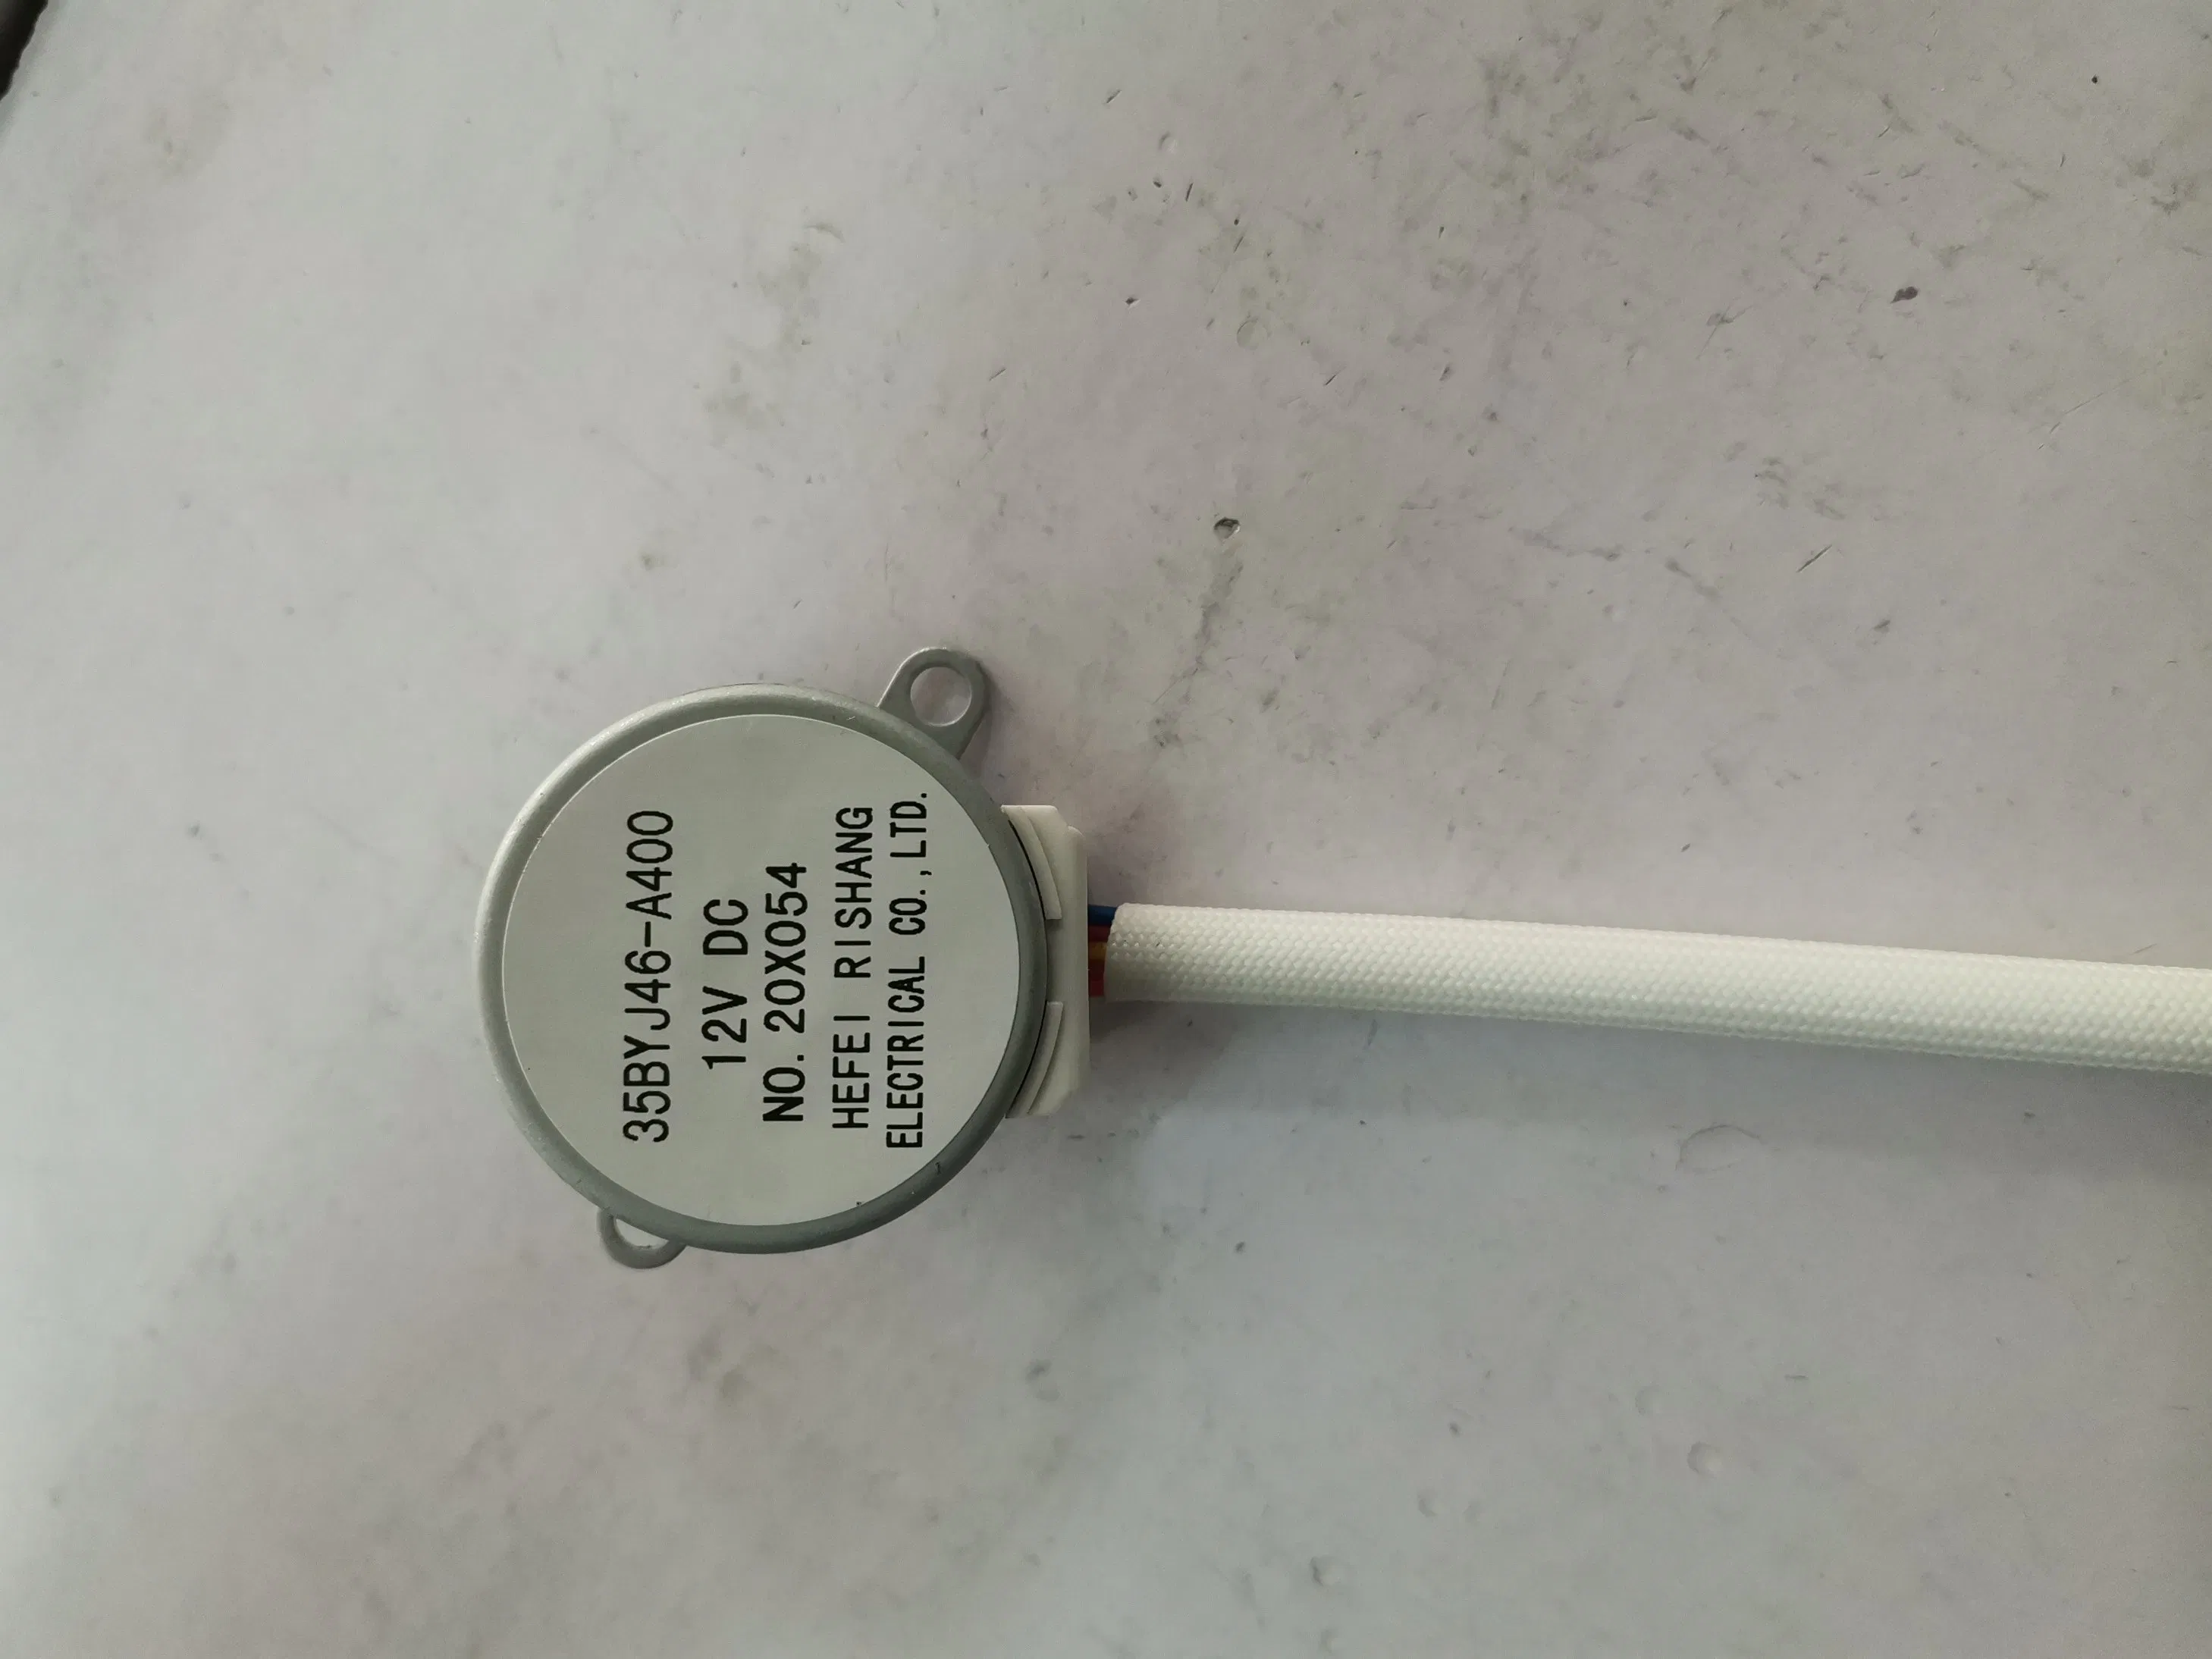 35BYJ46-A400
12V DC
NO.20X054
HEFEI RISHANG
ELECTRICAL CO.,LTD.